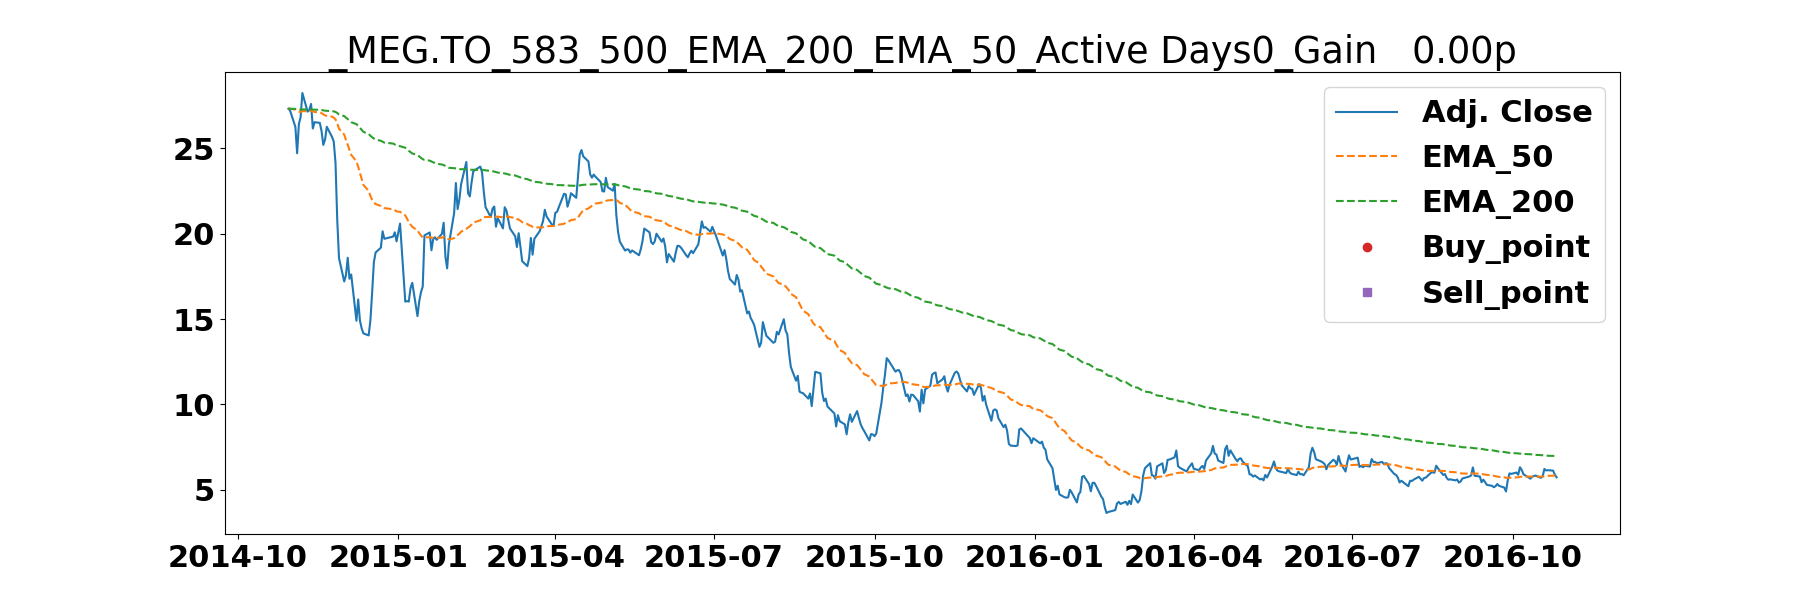 _MEG.TO_583_500_EMA_200_EMA_50_Active Days0_Gain   0.00p
Adj. Close
EMA_50
EMA_200
Buy_point
Sell_point
25
20
15
10
5
2014-10 2015-01 2015-04 2015-07 2015-10 2016-01 2016-04 2016-07 2016-10